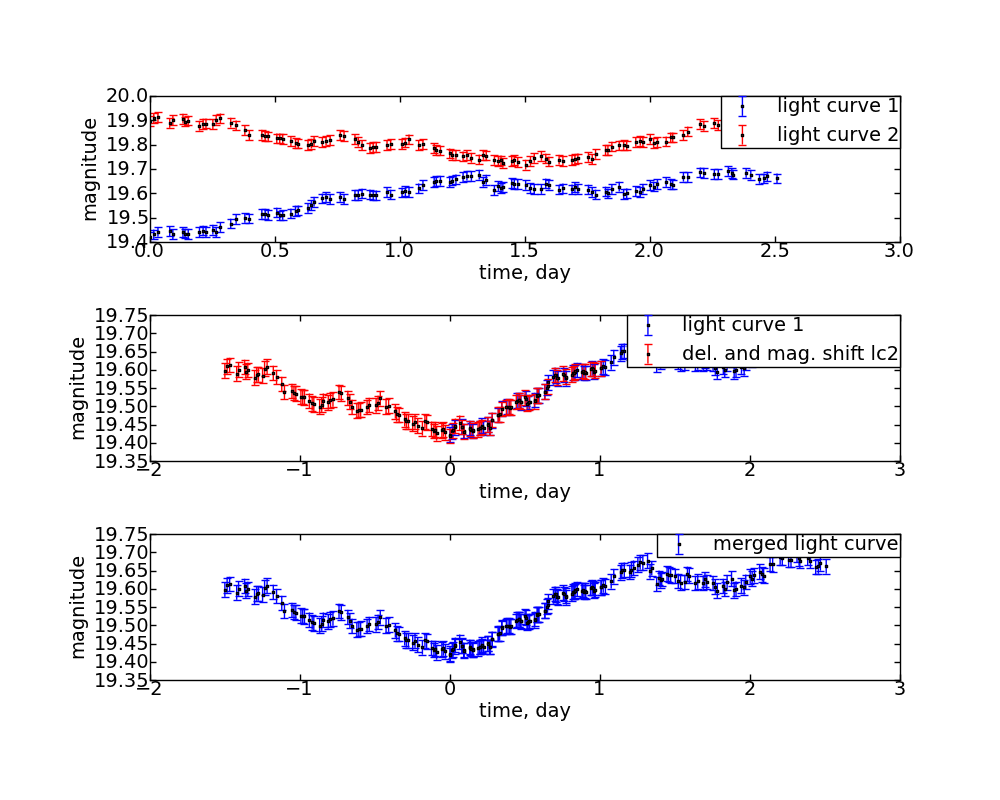 20.0
19.9
19.8
19.7
19.6
19.5
19.4
magnitude
light curve 1
light curve 2
0.0 0.5 1.0 1.5 2.0 2.5 3.0
time, day
19.75
19.70
19.65
19.60
19.55
19.50
19.45
19.40
19.35
magnitude
light curve 1
del. and mag. shift lc2
−2 −1 0 1 2 3
time, day
19.75
19.70
19.65
19.60
19.55
19.50
19.45
19.40
19.35
magnitude
merged light curve
−2 −1 0 1 2 3
time, day